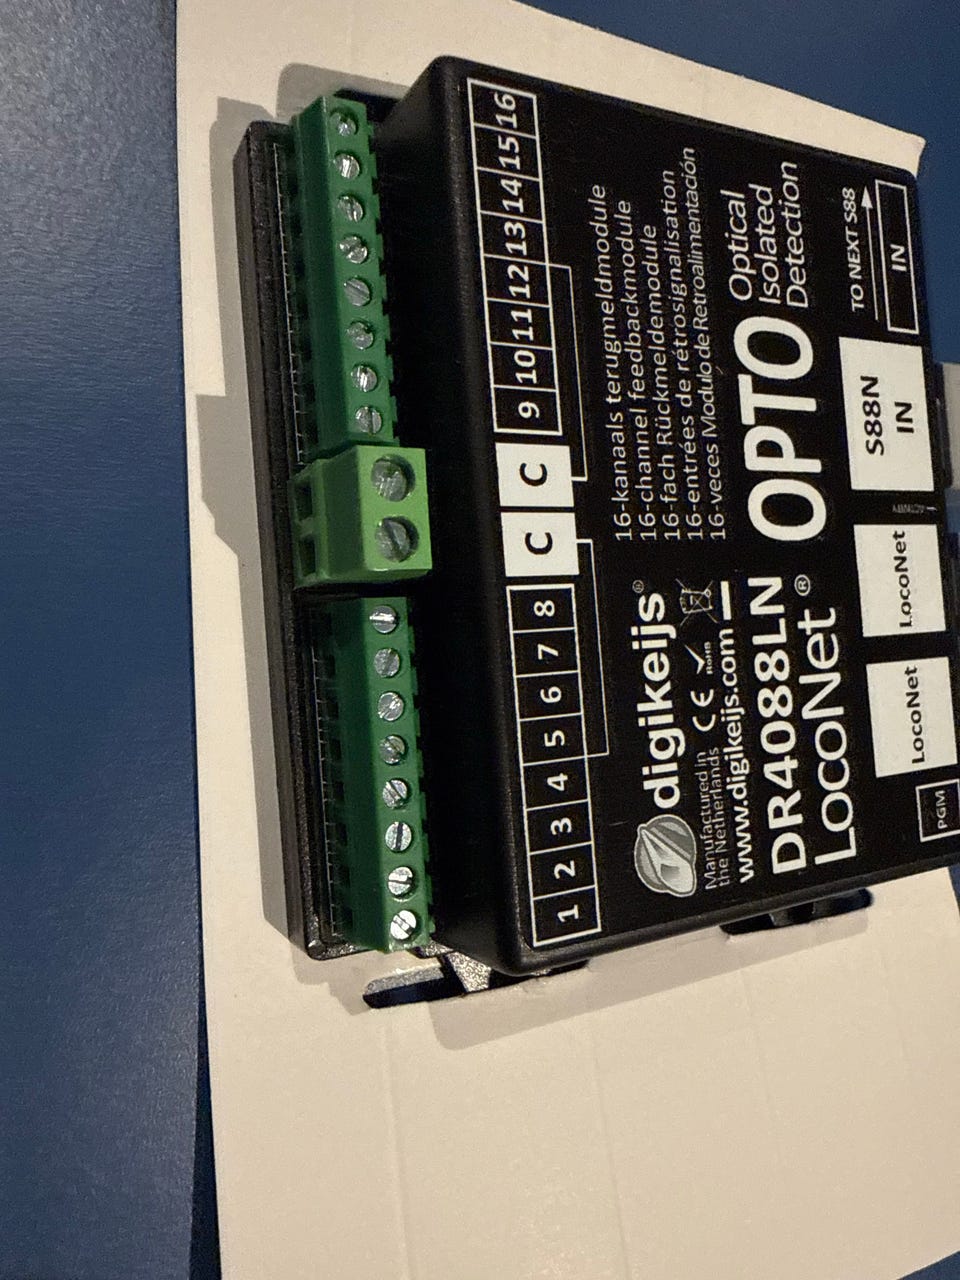 1 2 3 4 5 6 7 8 C C 9 10 11 12 13 14 15 16
digikeijs®
Manufactured in
the Netherlands
CE
RoHS
www.digikeijs.com
16-kanaals terugmeldmodule
16-channel feedbackmodule
16-fach Rückmeldemodule
16-entrées de rétrosignalisation
16-veces Modulo de Retroalimentación
DR4088LN_OPTO
LocoNet®
Optical
Isolated
Detection
PGM
LocoNet
LocoNet
S88N
IN
TO NEXT S88
IN